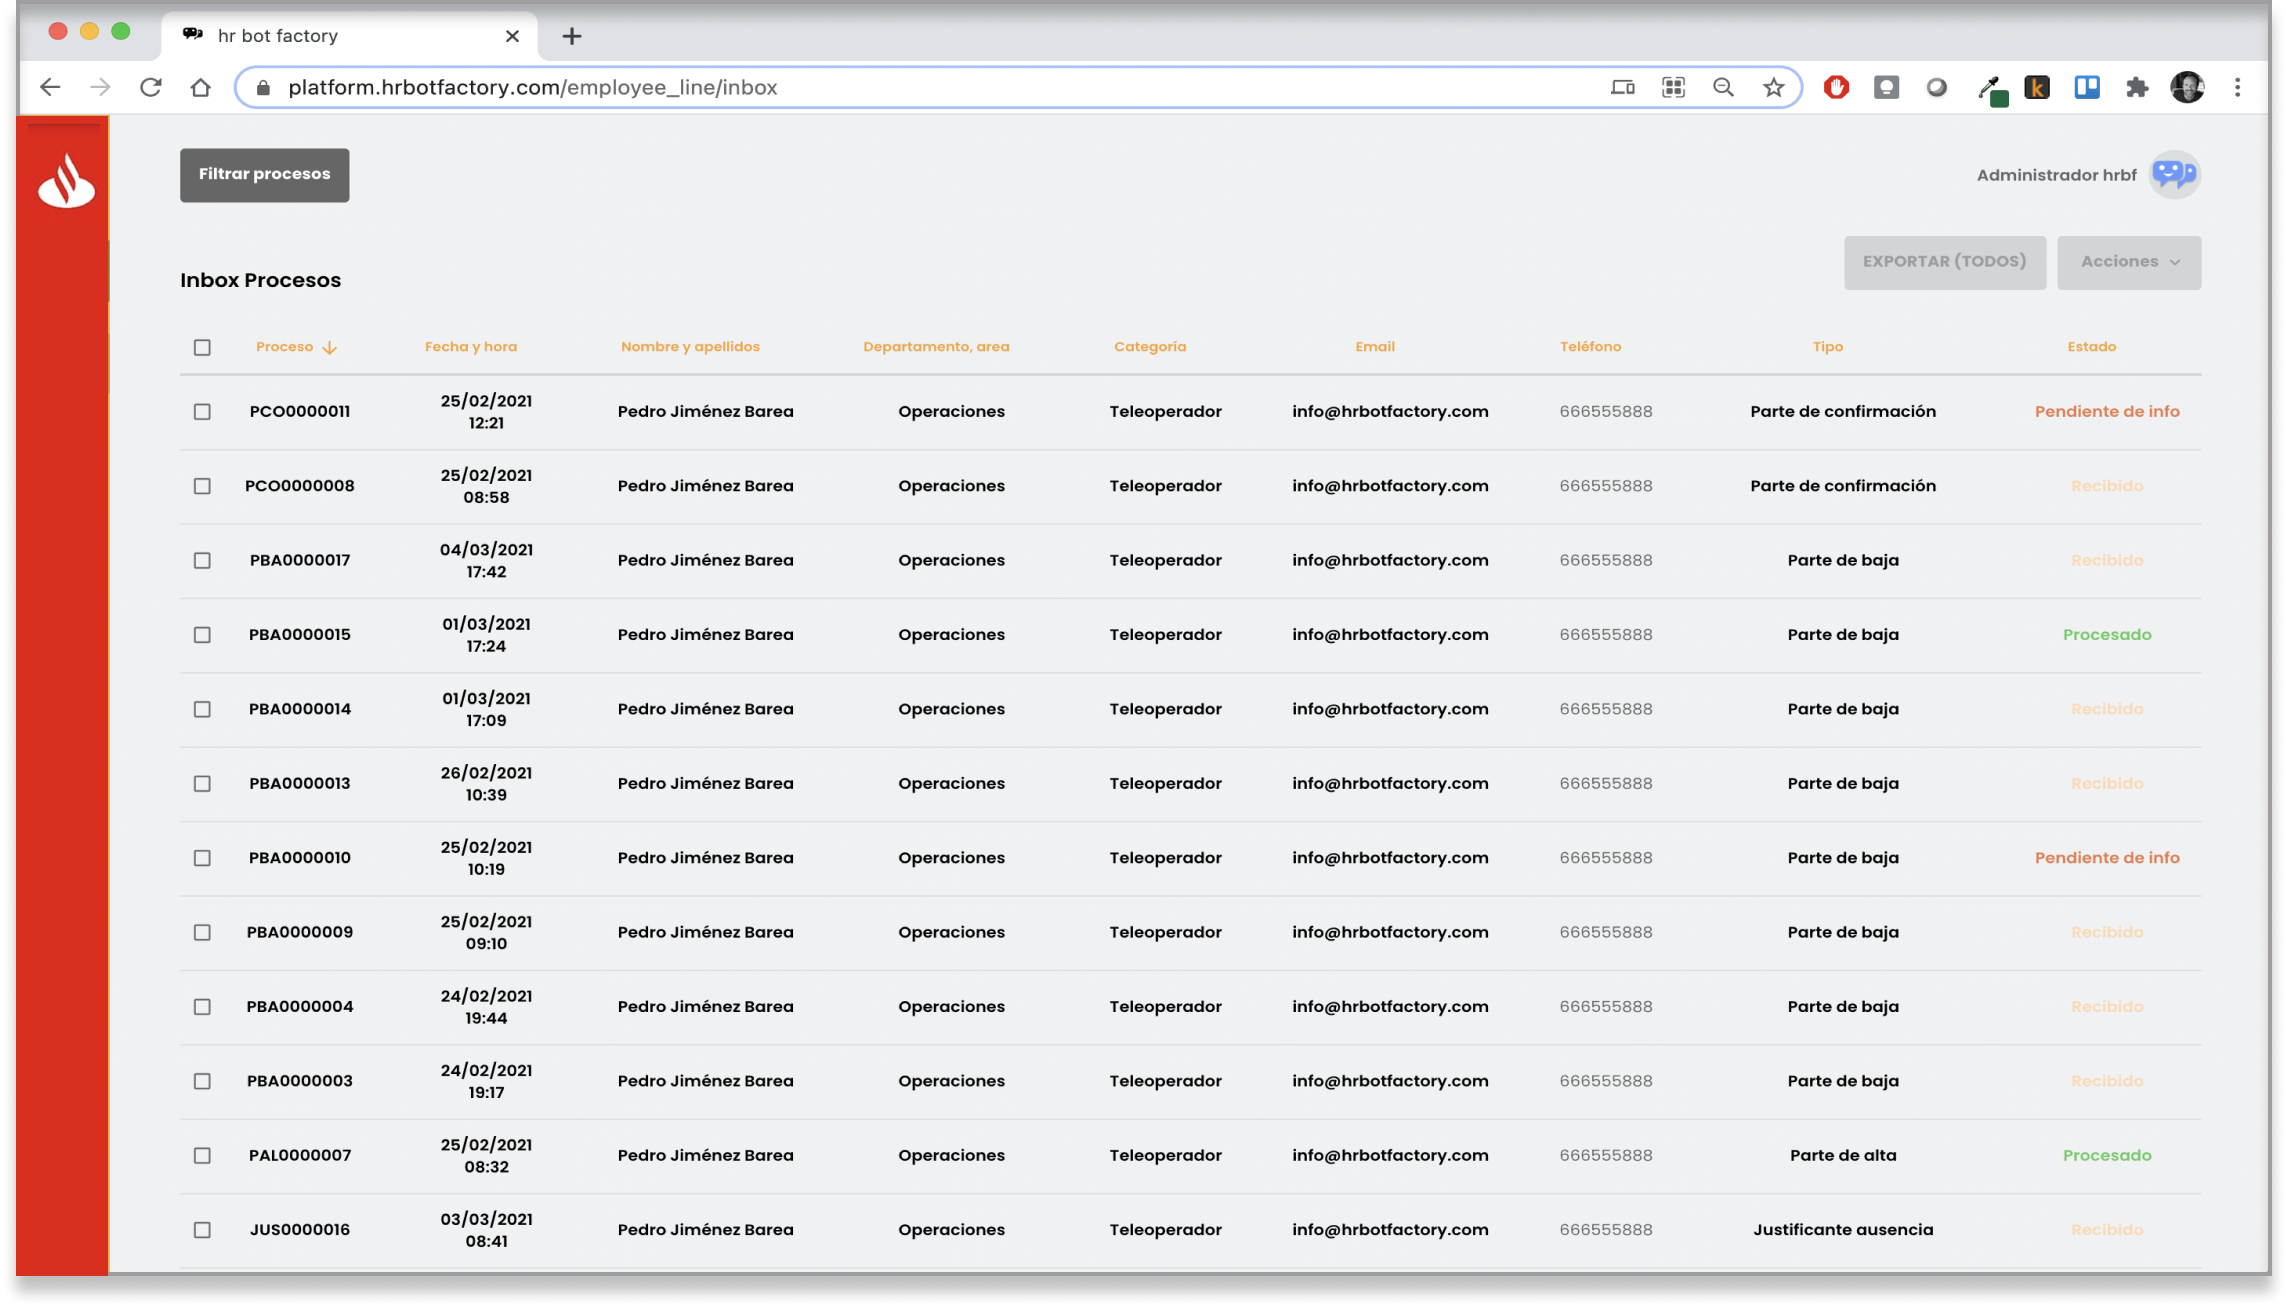 hr bot factory
platform.hrbotfactory.com/employee_line/inbox
k
Filtrar procesos
Administrador hrbf
EXPORTAR (TODOS) Acciones
Inbox Procesos
Proceso Fecha y hora Nombre y apellidos Departamento, area Categoría Email Teléfono Tipo Estado
PCO0000011 25/02/2021 12:21 Pedro Jiménez Barea Operaciones Teleoperador info@hrbotfactory.com 666555888 Parte de confirmación Pendiente de info
PCO0000008 25/02/2021 08:58 Pedro Jiménez Barea Operaciones Teleoperador info@hrbotfactory.com 666555888 Parte de confirmación Recibido
PBA0000017 04/03/2021 17:42 Pedro Jiménez Barea Operaciones Teleoperador info@hrbotfactory.com 666555888 Parte de baja Recibido
PBA0000015 01/03/2021 17:24 Pedro Jiménez Barea Operaciones Teleoperador info@hrbotfactory.com 666555888 Parte de baja Procesado
PBA0000014 01/03/2021 17:09 Pedro Jiménez Barea Operaciones Teleoperador info@hrbotfactory.com 666555888 Parte de baja Recibido
PBA0000013 26/02/2021 10:39 Pedro Jiménez Barea Operaciones Teleoperador info@hrbotfactory.com 666555888 Parte de baja Recibido
PBA0000010 25/02/2021 10:19 Pedro Jiménez Barea Operaciones Teleoperador info@hrbotfactory.com 666555888 Parte de baja Pendiente de info
PBA0000009 25/02/2021 09:10 Pedro Jiménez Barea Operaciones Teleoperador info@hrbotfactory.com 666555888 Parte de baja Recibido
PBA0000004 24/02/2021 19:44 Pedro Jiménez Barea Operaciones Teleoperador info@hrbotfactory.com 666555888 Parte de baja Recibido
PBA0000003 24/02/2021 19:17 Pedro Jiménez Barea Operaciones Teleoperador info@hrbotfactory.com 666555888 Parte de baja Recibido
PAL0000007 25/02/2021 08:32 Pedro Jiménez Barea Operaciones Teleoperador info@hrbotfactory.com 666555888 Parte de alta Procesado
JUS0000016 03/03/2021 08:41 Pedro Jiménez Barea Operaciones Teleoperador info@hrbotfactory.com 666555888 Justificante ausencia Recibido